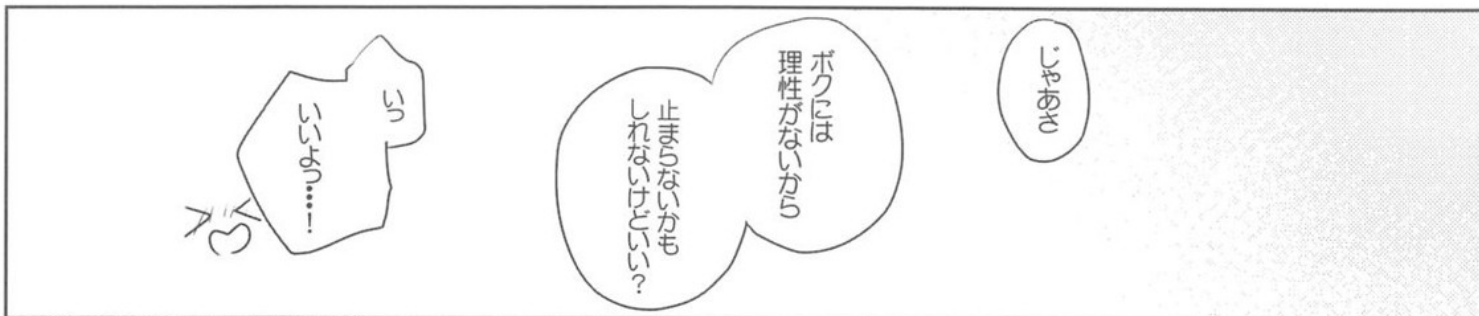 じゃあさ
ボクには
理性がないから
止まらないかも
しれないけどいい?
いっ
いいよっ…!